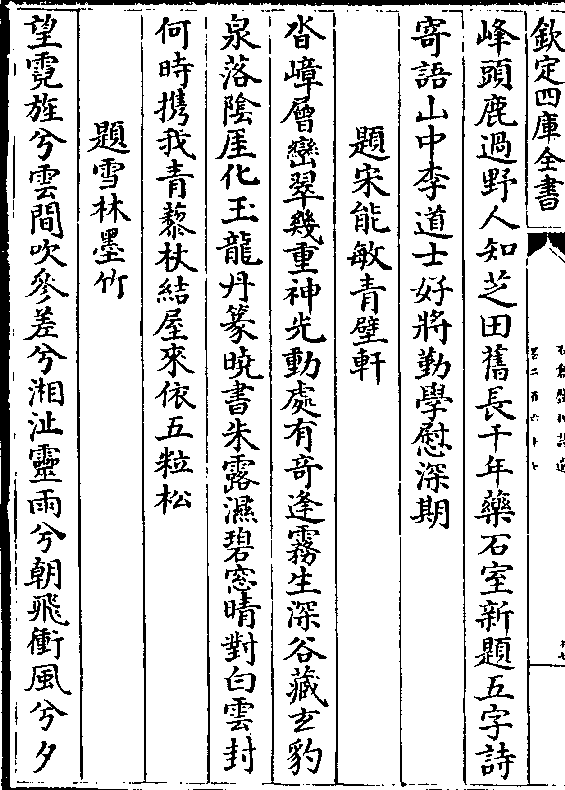 欽定四庫全書
峰頭鹿過野人知芝田舊長千年藥石室新題五字詩
寄語山中李道士好將勤學慰深期
題宋能敏青壁軒
沓嶂層巒翠幾重神光動處有奇逢霧生深谷藏玄豹
泉落陰厓化玉龍丹篆曉書朱露濕碧窓晴對白雲封
何時携我青藜杖結屋來依五粒松
題雪林墨竹
望霓旌兮雲間吹參差兮湘沚靈雨兮朝飛衝風兮夕